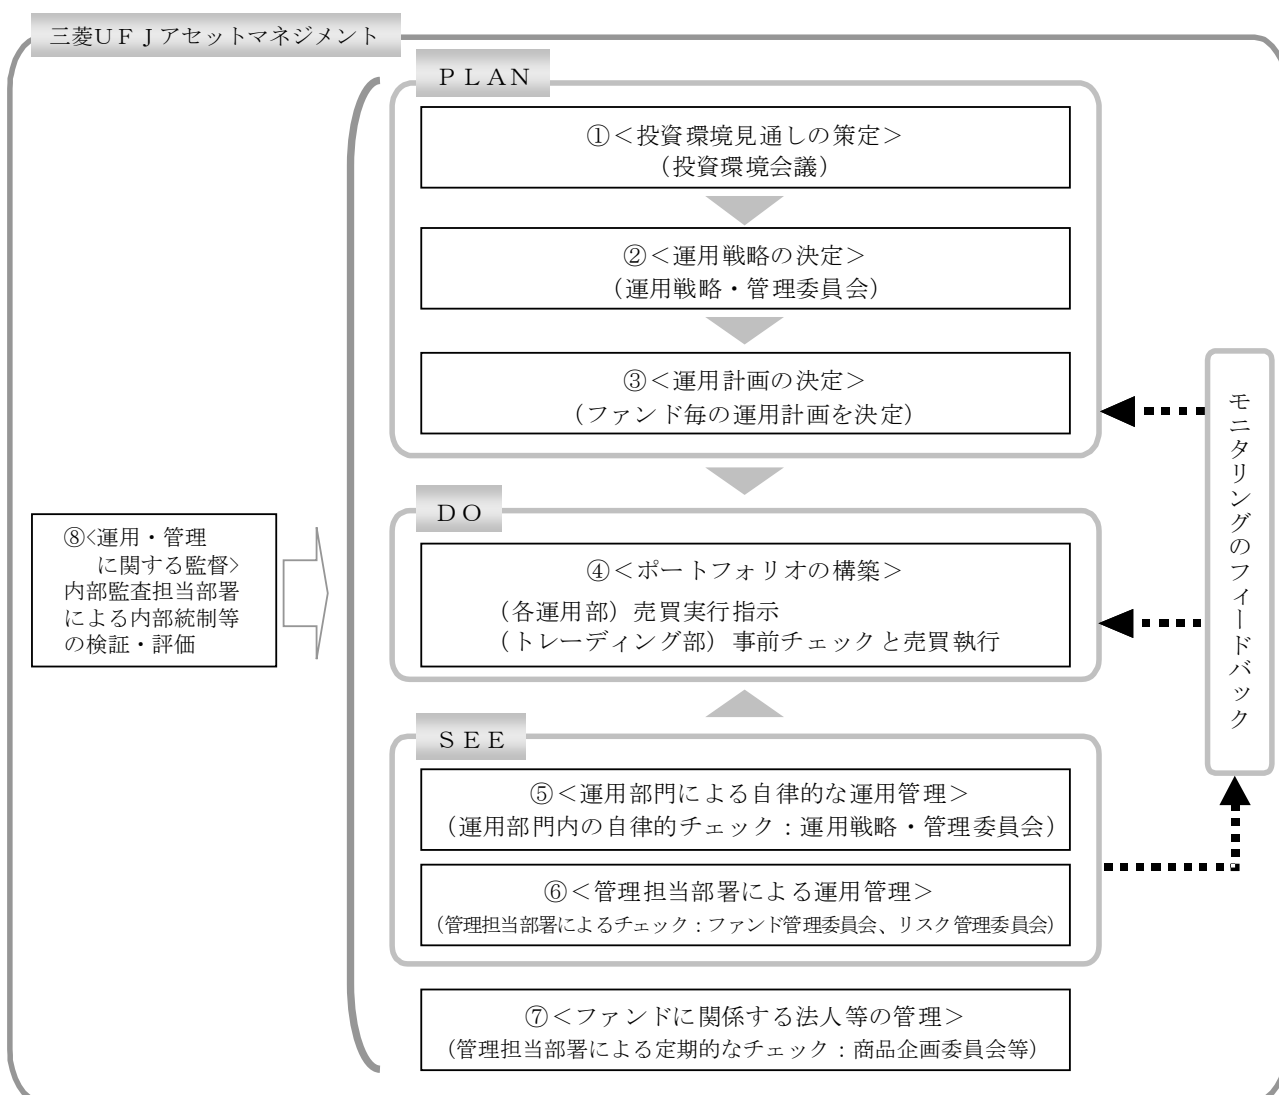 三菱ＵＦＪアセットマネジメント
ＰＬＡＮ
①＜投資環境見通しの策定＞
（投資環境会議）
②＜運用戦略の決定＞
（運用戦略・管理委員会）
③＜運用計画の決定＞
（ファンド毎の運用計画を決定）
ＤＯ
④＜ポートフォリオの構築＞
（各運用部）売買実行指示
（トレーディング部）事前チェックと売買執行
ＳＥＥ
⑤＜運用部門による自律的な運用管理＞
（運用部門内の自律的チェック：運用戦略・管理委員会）
⑥＜管理担当部署による運用管理＞
（管理担当部署によるチェック：ファンド管理委員会、リスク管理委員会）
⑦＜ファンドに関係する法人等の管理＞
（管理担当部署による定期的なチェック：商品企画委員会等）
⑧<運用・管理
に関する監督>
内部監査担当部署
による内部統制等
の検証・評価
モニタリングのフィードバック